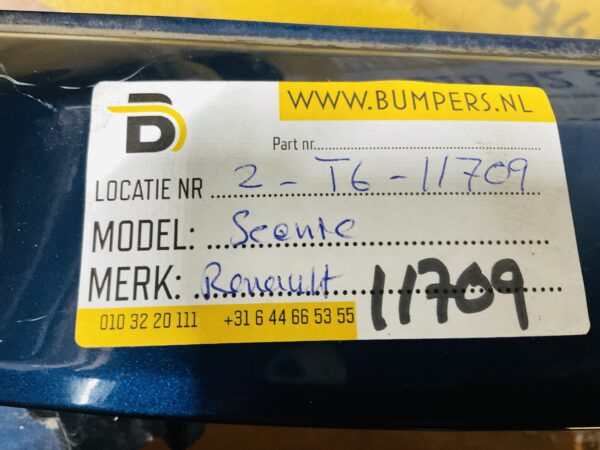 WWW.BUMPERS.NL
B
Part nr
LOCATIE NR 2 - T6 - 11709
MODEL: Scenic
MERK: Renault
11709
010 32 20 111 +31 6 44 66 53 55